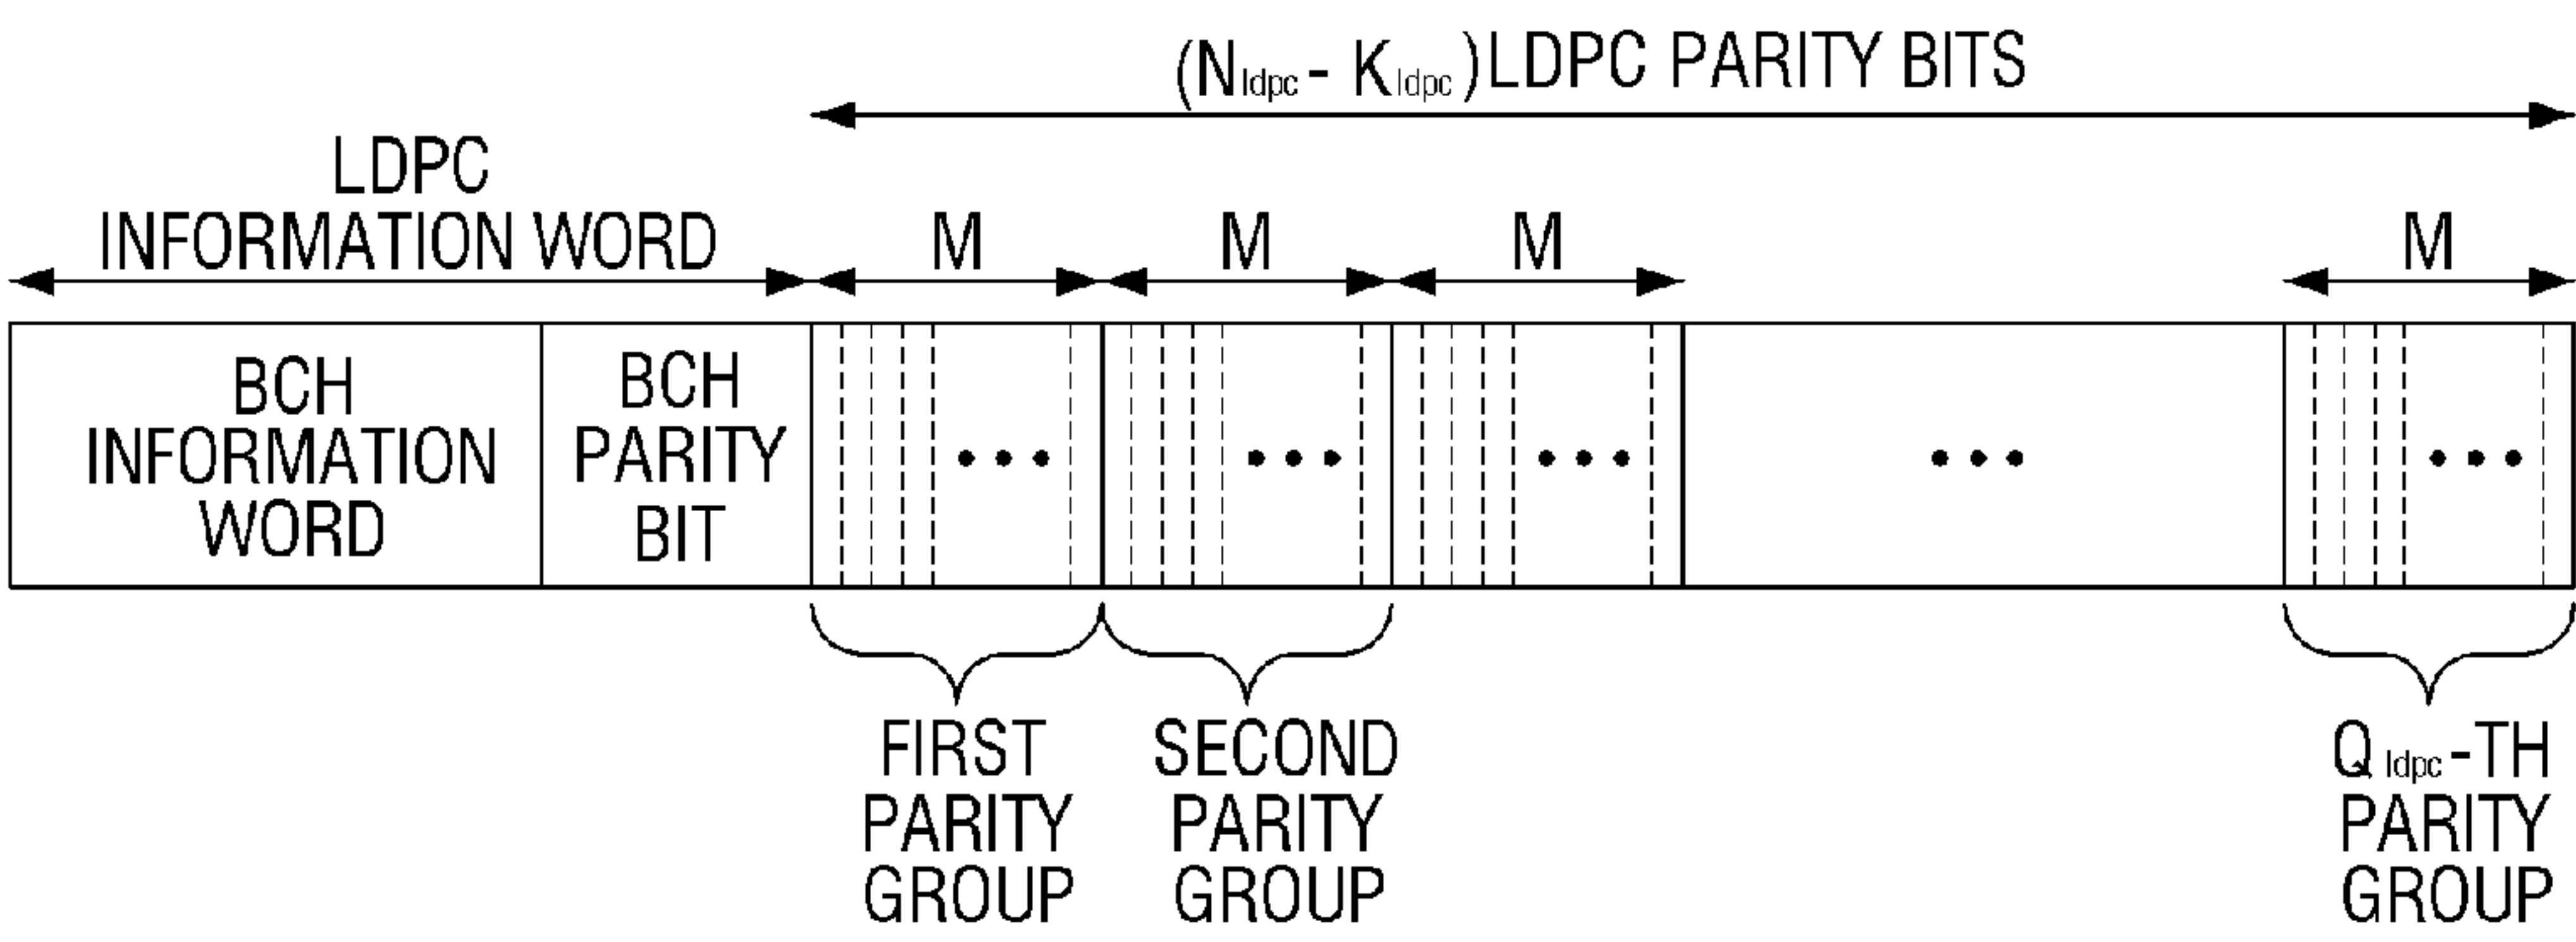 (Nldpc - Kldpc)LDPC PARITY BITS
LDPC
INFORMATION WORD
M
M
M
M
BCH
INFORMATION
WORD
BCH
PARITY
BIT
FIRST
PARITY
GROUP
SECOND
PARITY
GROUP
Qldpc-TH
PARITY
GROUP